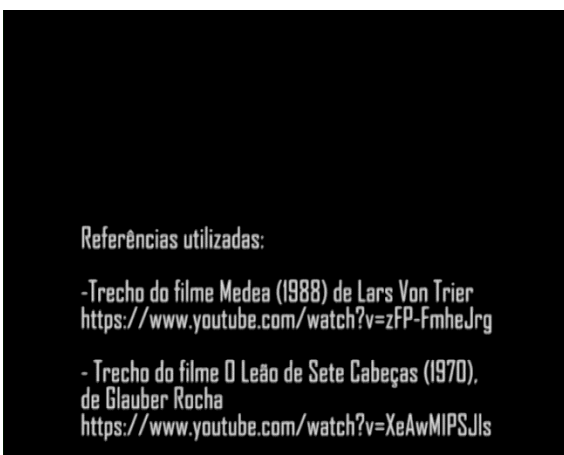 Referências utilizadas:
-Trecho do filme Medea (1988) de Lars Von Trier
https://www.youtube.com/watch?v=zFP-FmheJrg
- Trecho do filme O Leão de Sete Cabeças (1970),
de Glauber Rocha
https://www.youtube.com/watch?v=XeAwMIPSJIs